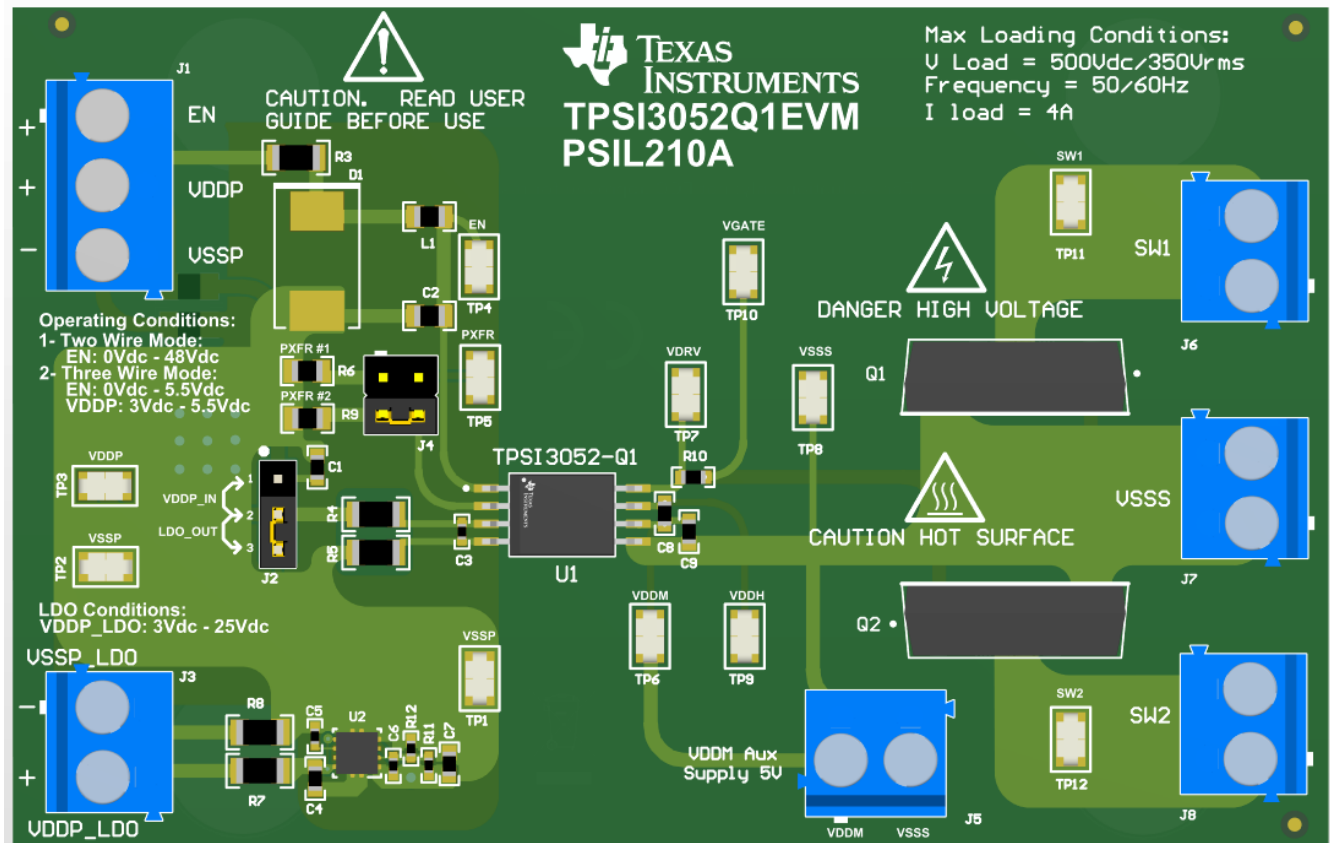 J1
EN
VDDP
VSSP
+
+
-
CAUTION. READ USER
GUIDE BEFORE USE
TEXAS
INSTRUMENTS
TPSI3052Q1EVM
PSIL210A
Max Loading Conditions:
V Load = 500Vdc/350Vrms
Frequency = 50/60Hz
I load = 4A
R3
D1
L1
C2
EN
TP4
PXFR
TP5
VGATE
TP10
SW1
TP11
SW1
J6
DANGER HIGH VOLTAGE
Operating Conditions:
1- Two Wire Mode:
EN: 0Vdc - 48Vdc
2- Three Wire Mode:
EN: 0Vdc - 5.5Vdc
VDDP: 3Vdc - 5.5Vdc
PXFR #1
R6
PXFR #2
R9
J4
VDRV
TP7
VSSS
TP8
Q1
VDDP
TP3
VSSP
TP2
VDDP_IN
LDO_OUT
1
2
3
J2
C1
R4
R5
C3
TPSI3052-Q1
TEXAS
INSTRUMENTS
U1
R10
C8
C9
CAUTION HOT SURFACE
VSSS
J7
LDO Conditions:
VDDP_LDO: 3Vdc - 25Vdc
VSSP_LDO
J3
-
+
VDDP_LDO
R8
R7
C5
C4
U2
C6
R12
R11
C7
VSSP
TP1
VDDM
TP6
VDDH
TP9
Q2
VDDM Aux
Supply 5V
VDDM
VSSS
J5
SW2
TP12
SW2
J8